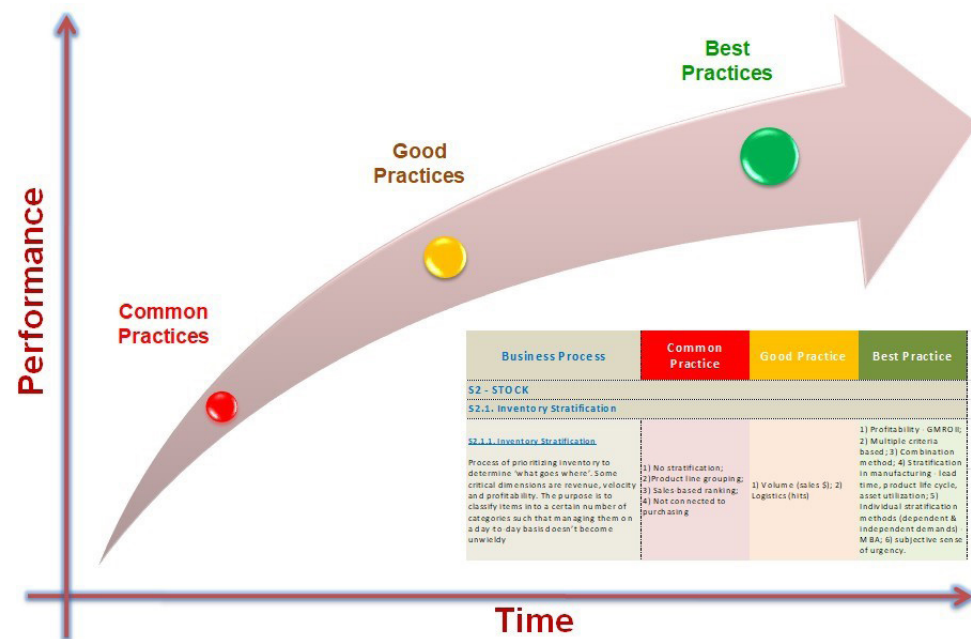 Best
Practices
Good
Practices
Common
Practices
Performance
Time
Business Process
Common
Practice
Good Practice
Best Practice
S2 - STOCK
S2.1. Inventory Stratification
S2.1.1. Inventory Stratification
Process of prioritizing inventory to
determine 'what goes where'. Some
critical dimensions are revenue, velocity
and profitability. The purpose is to
classify items into a certain number of
categories such that managing them on
a day-to-day basis doesn't become
unwieldy
1) No stratification;
2)Product line grouping;
3) Sales-based ranking;
4) Not connected to
purchasing
1) Volume (sales $); 2)
Logistics (hits)
1) Profitability - GMROII;
2) Multiple criteria
based; 3) Combination
method; 4) Stratification
in manufacturing - lead
time, product life cycle,
asset utilization; 5)
Individual stratification
methods (dependent &
independent demands) -
MBA; 6) subjective sense
of urgency.